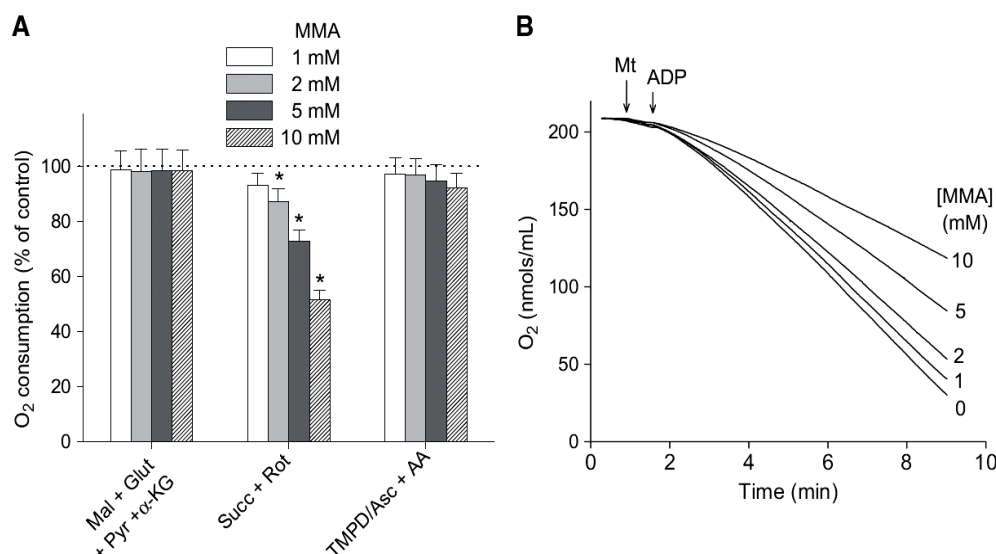 A
MMA
1 mM
2 mM
5 mM
10 mM
O₂ consumption (% of control)
100
80
60
40
20
0
*
*
*
Mal + Glut
+ Pyr +α-KG
Succ + Rot
TMPD/Asc + AA
B
Mt
ADP
O₂ (nmols/mL)
200
150
100
50
0
[MMA]
(mM)
10
5
2
1
0
0
2
4
6
8
10
Time (min)